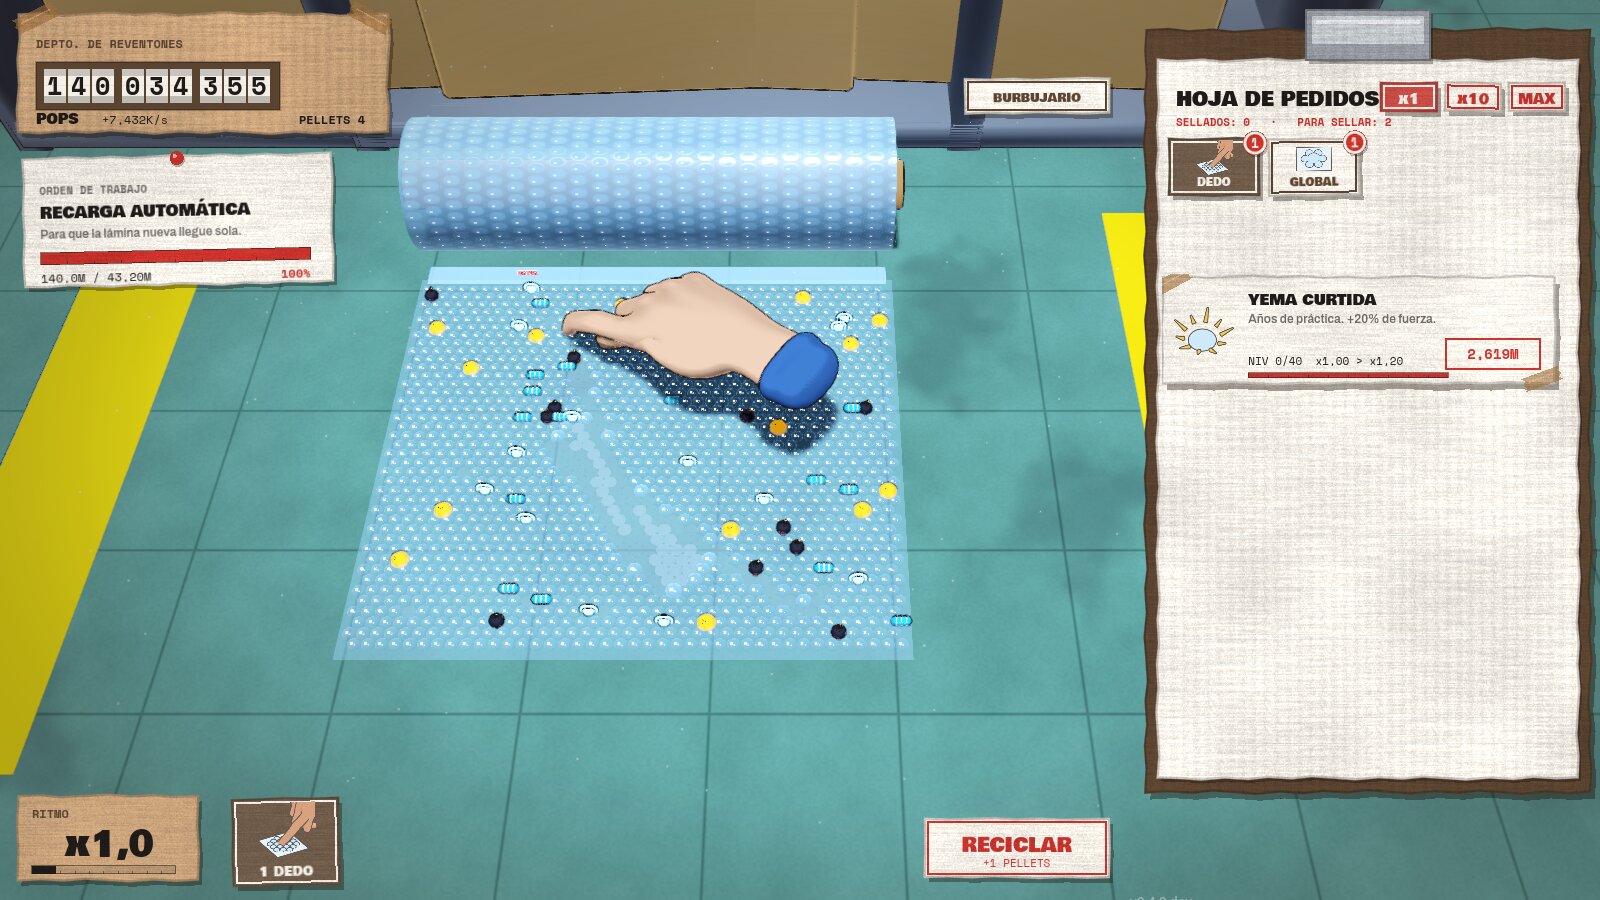 DEPTO. DE REVENTONES
140 034 355
POPS +7,432K/s PELLETS 4
ORDEN DE TRABAJO
RECARGA AUTOMÁTICA
Para que la lámina nueva llegue sola.
140.0M / 43.20M 100%
BURBUJARIO
HOJA DE PEDIDOS x1 x10 MAX
SELLADOS: 0 · PARA SELLAR: 2
1 1
DEDO GLOBAL
YEMA CURTIDA
Años de práctica. +20% de fuerza.
NIV 0/40 x1,00 > x1,20 2,619M
RITMO
x1,0
1 DEDO
RECICLAR
+1 PELLETS